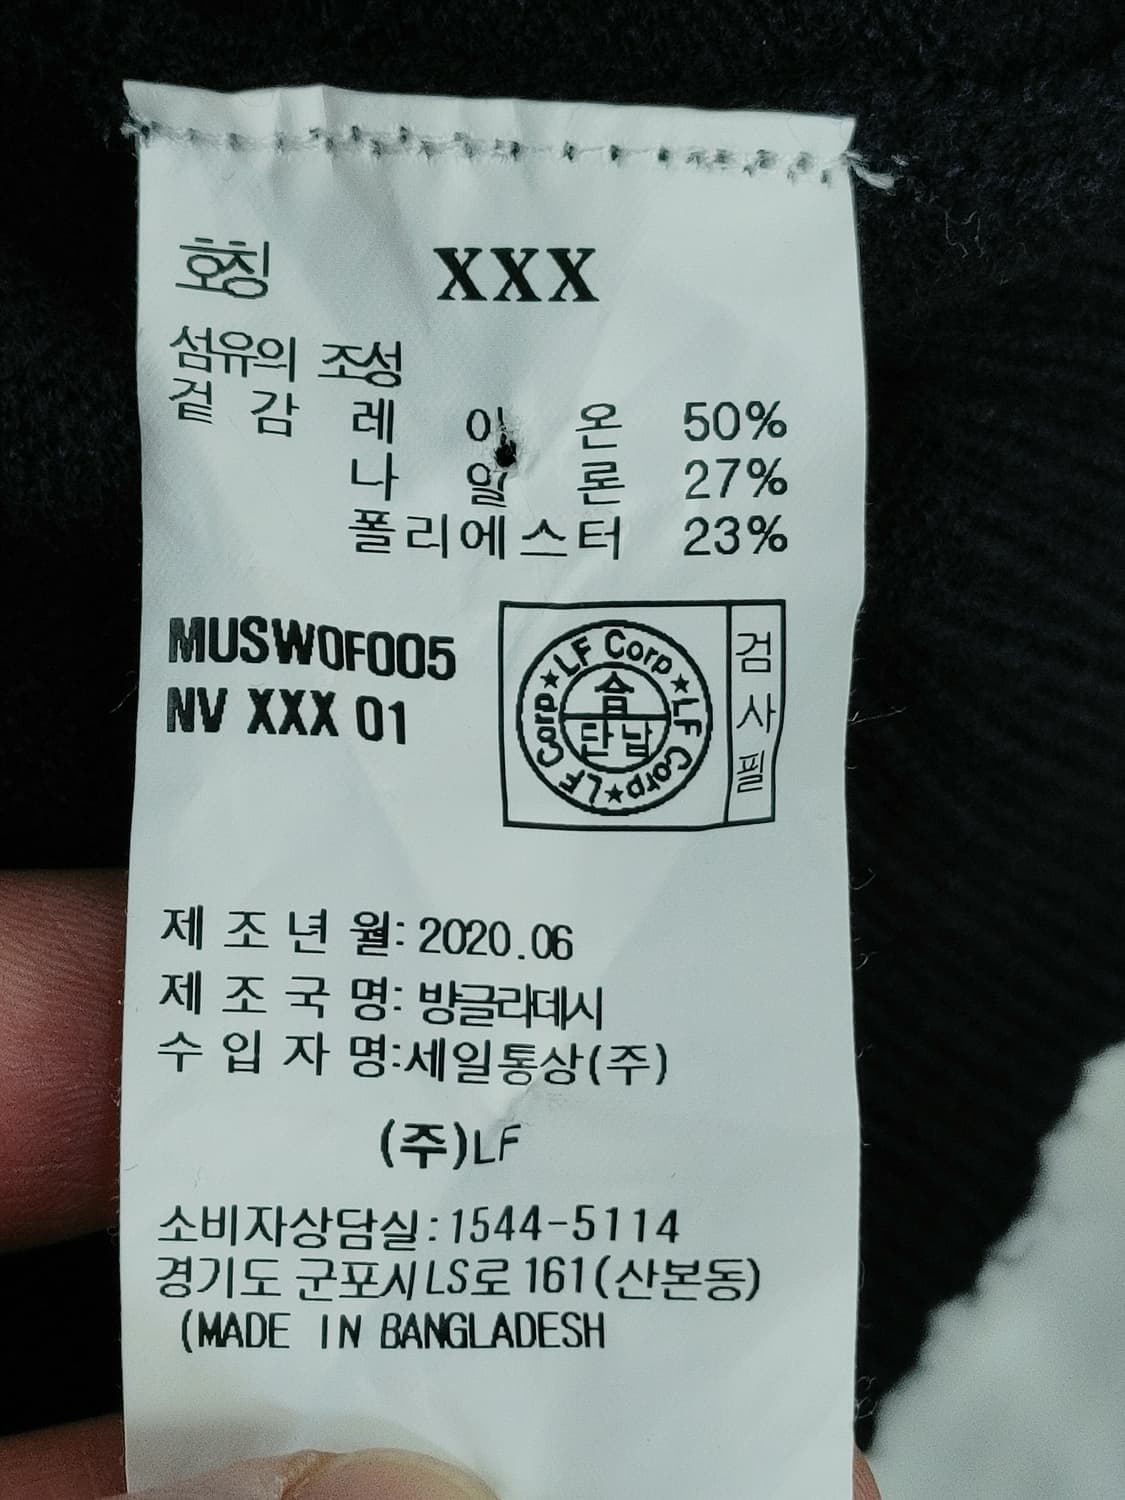 호칭 XXX
섬유의 조성
겉 감 레 이 온 50%
나 일 론 27%
폴리에스터 23%
MUSW0F005
NV XXX 01
LF Corp★LF Corp★LF Corp★
합
단납
검사필
제 조 년 월: 2020.06
제 조 국 명: 방글라데시
수 입 자 명:세일통상(주)
(주)LF
소비자상담실:1544-5114
경기도 군포시 LS로 161(산본동)
(MADE IN BANGLADESH